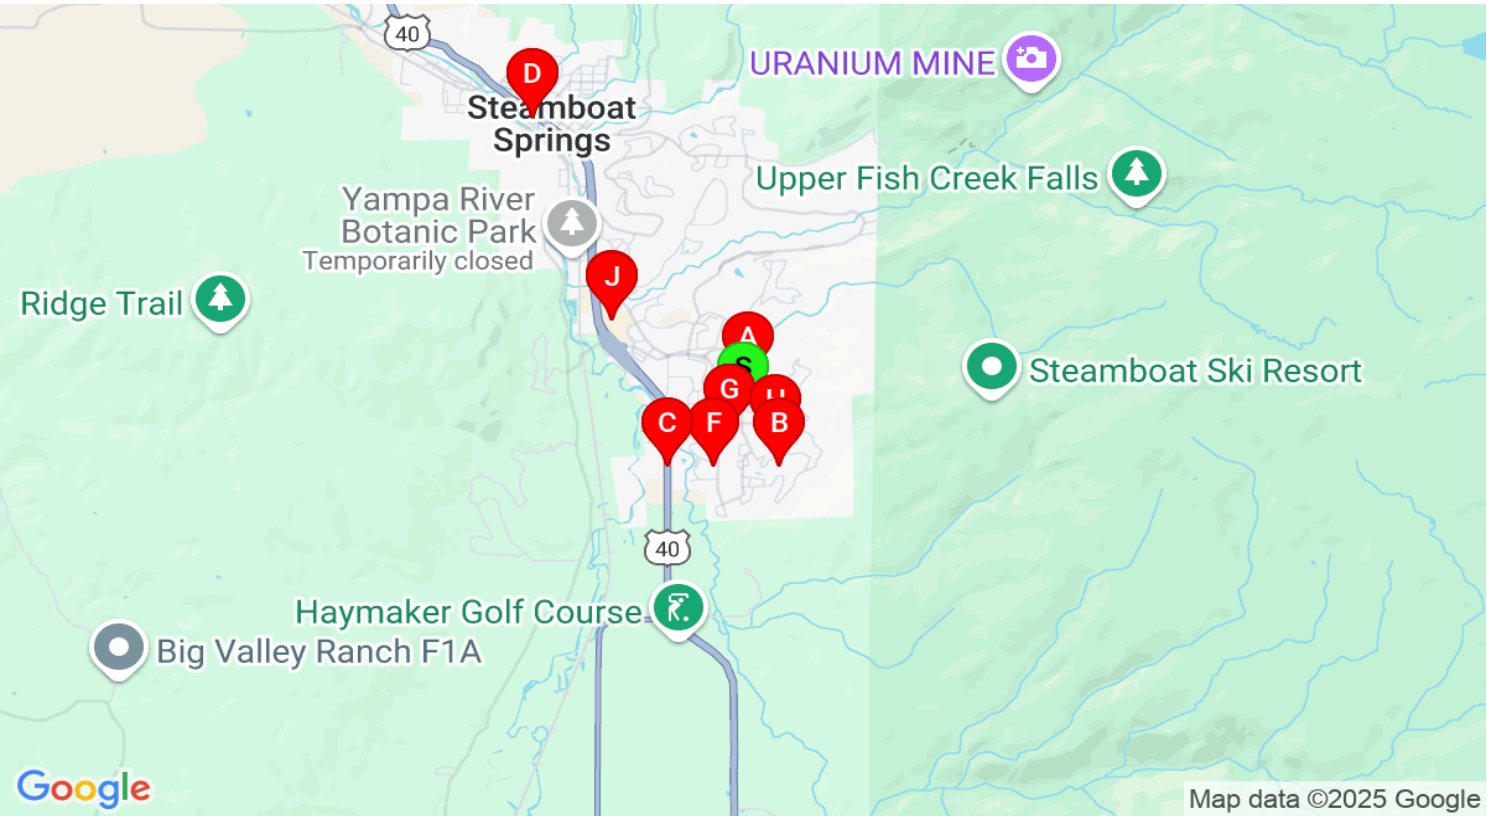 40
D
URANIUM MINE
Steamboat
Springs
Upper Fish Creek Falls
Yampa River
Botanic Park
Temporarily closed
J
Ridge Trail
A
S
Steamboat Ski Resort
G
C
F
B
40
Haymaker Golf Course
Big Valley Ranch F1A
Google
Map data ©2025 Google